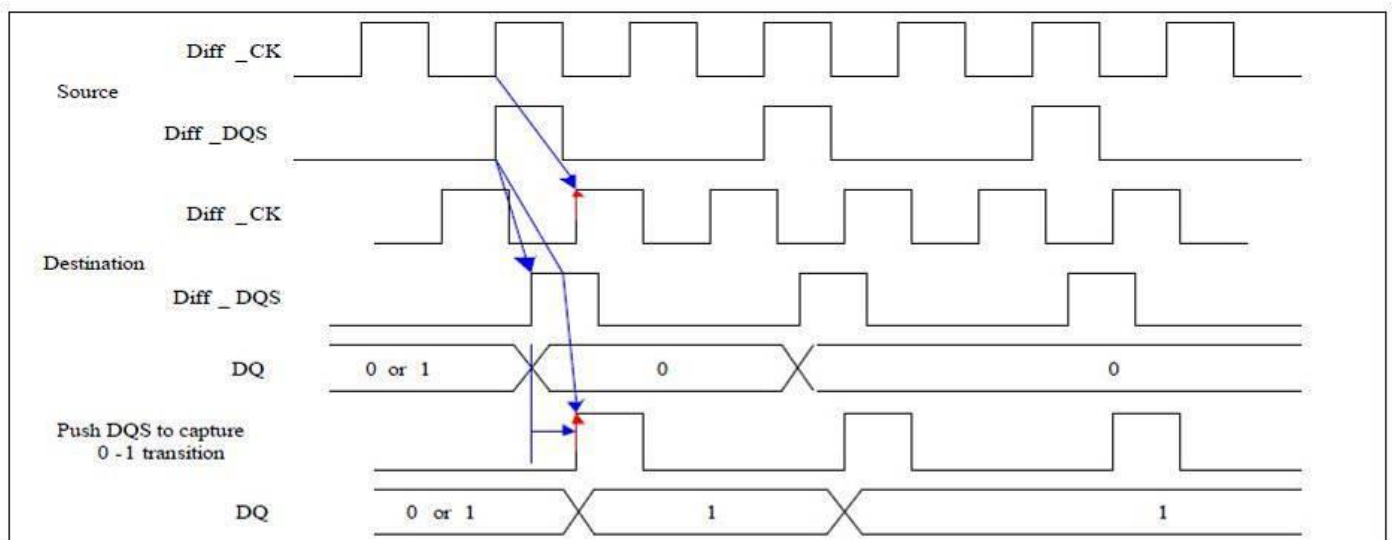 Diff _CK
Source
Diff _DQS
Diff _CK
Destination
Diff _ DQS
DQ 0 or 1 0 0
Push DQS to capture
0 -1 transition
DQ 0 or 1 1 1